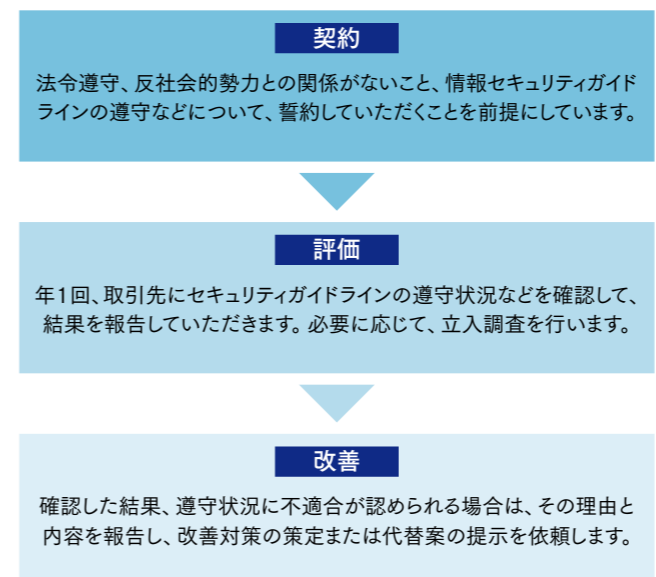 契約
法令遵守、反社会的勢力との関係がないこと、情報セキュリティガイド
ラインの遵守などについて、誓約していただくことを前提にしています。
評価
年1回、取引先にセキュリティガイドラインの遵守状況などを確認して、
結果を報告していただきます。必要に応じて、立入調査を行います。
改善
確認した結果、遵守状況に不適合が認められる場合は、その理由と
内容を報告し、改善対策の策定または代替案の提示を依頼します。